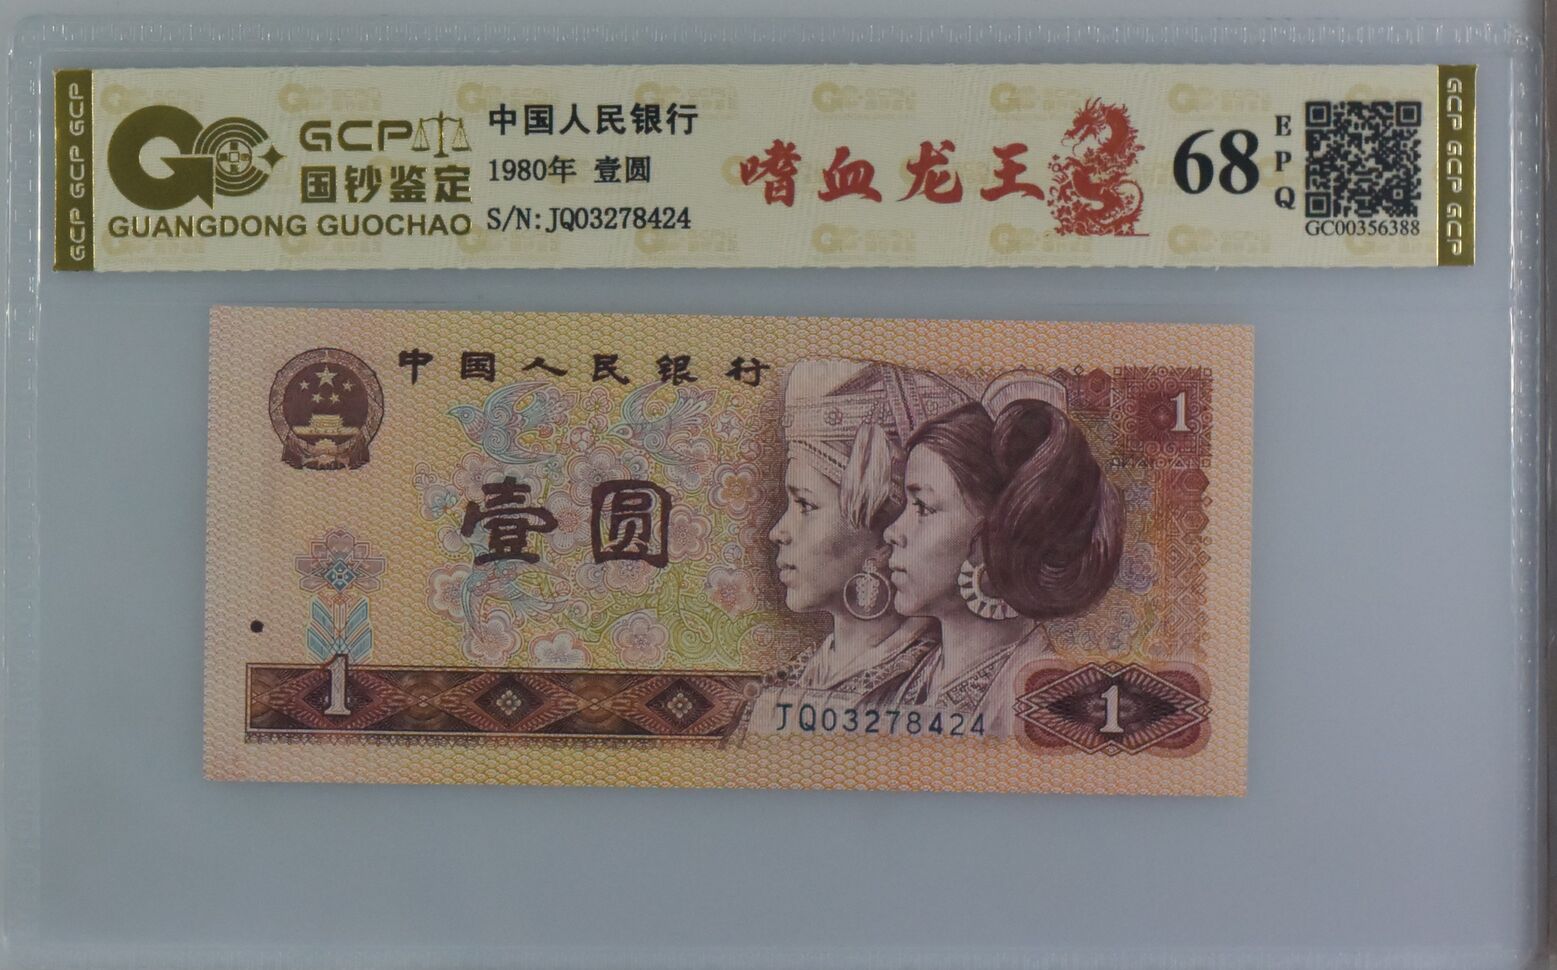 GCP GCP GCP
GCP
国钞鉴定
GUANGDONG GUOCHAO
中国人民银行
1980年 壹圆
S/N:JQ03278424
嗜血龙王
68
EPQ
GC00356388
GCP GCP GCP
中国人民银行
1
壹圆
1
JQ03278424
1